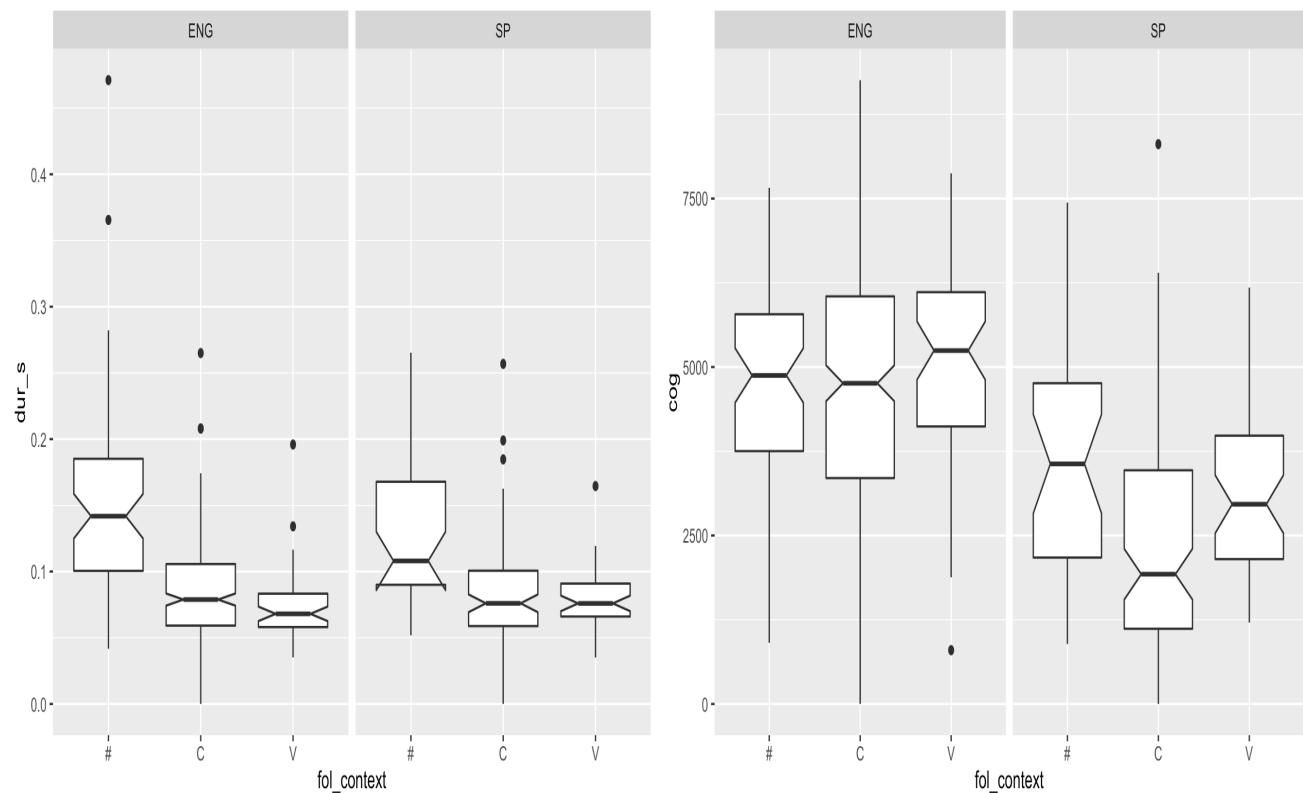 ENG SP
dur_s
0.4
0.3
0.2
0.1
0.0
# C V # C V
fol_context
ENG SP
cog
7500
5000
2500
0
# C V # C V
fol_context